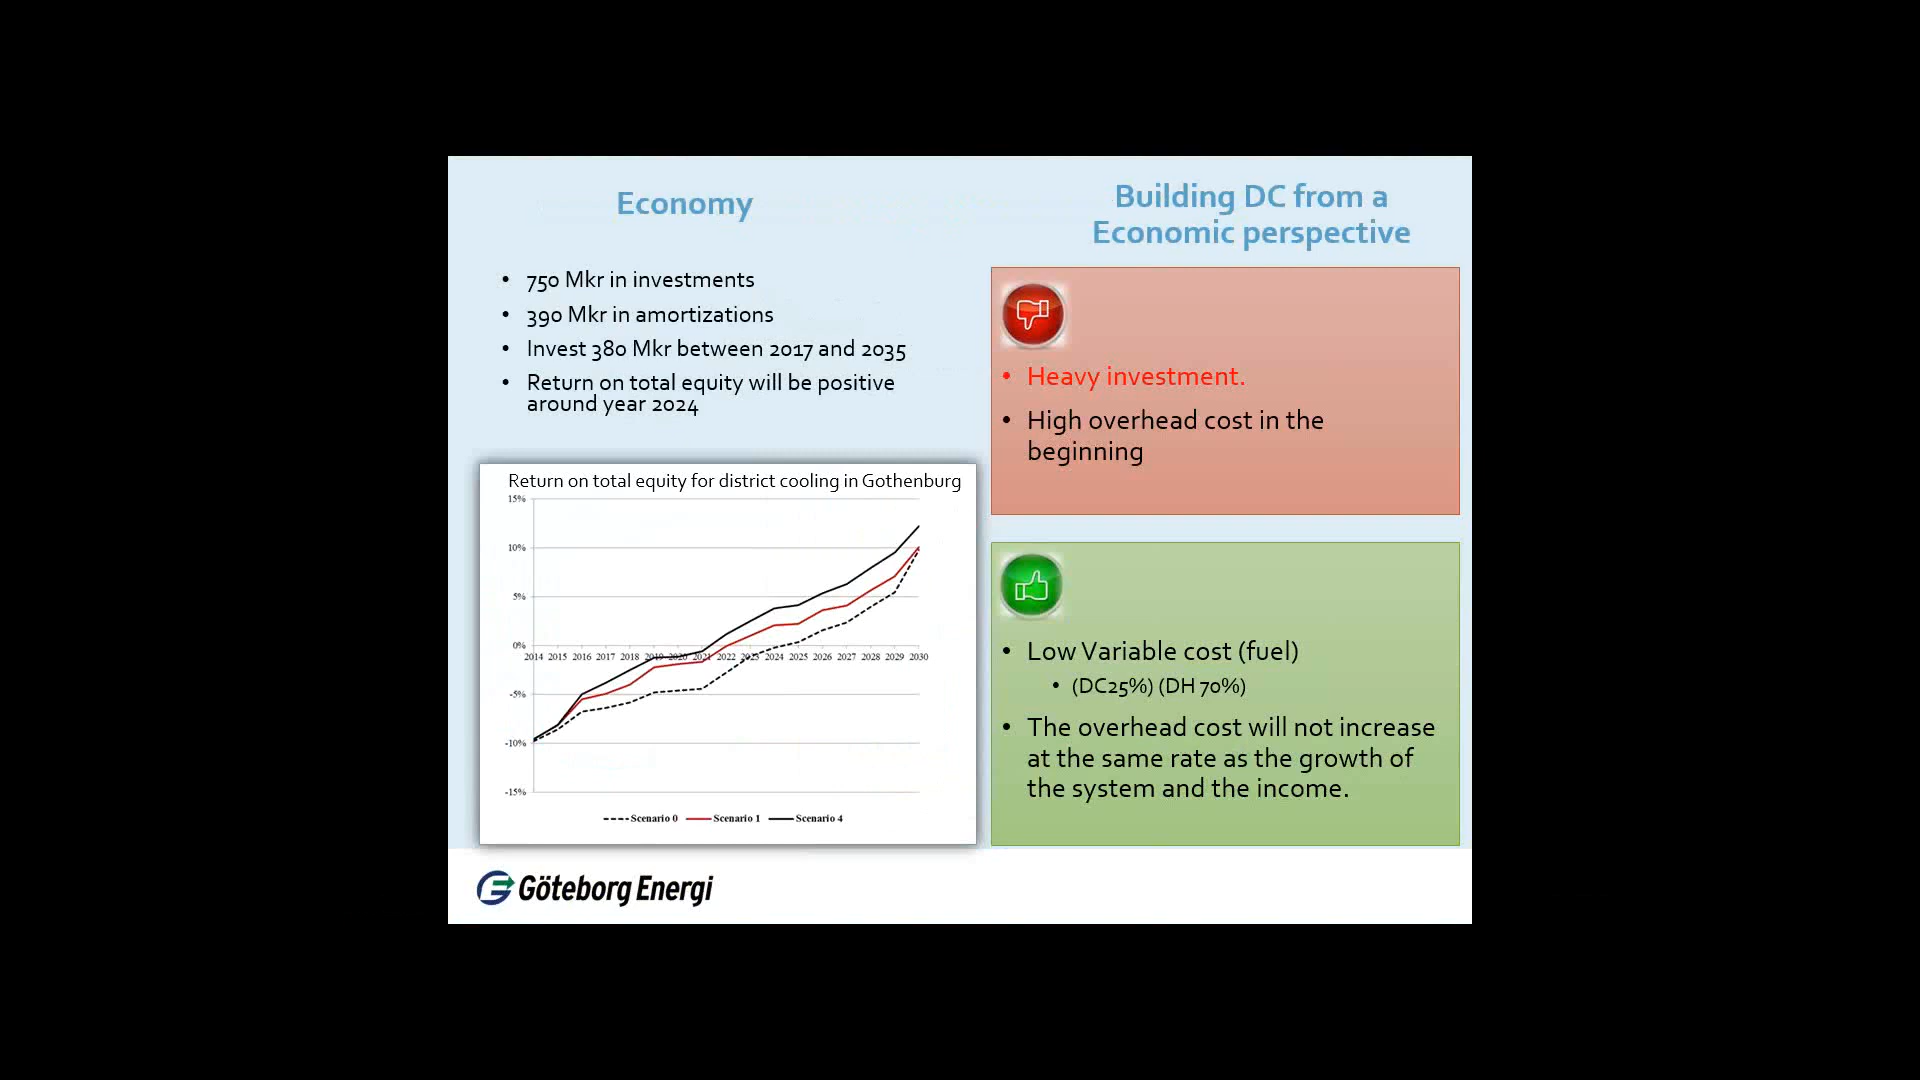 Economy
• 750 Mkr in investments
• 390 Mkr in amortizations
• Invest 380 Mkr between 2017 and 2035
• Return on total equity will be positive
around year 2024
Return on total equity for district cooling in Gothenburg
15%
10%
5%
0%
-5%
-10%
-15%
2014 2015 2016 2017 2018 2019 2020 2021 2022 2023 2024 2025 2026 2027 2028 2029 2030
Scenario 0 Scenario 1 Scenario 4
Building DC from a
Economic perspective
• Heavy investment.
• High overhead cost in the
beginning
• Low Variable cost (fuel)
• (DC25%) (DH 70%)
• The overhead cost will not increase
at the same rate as the growth of
the system and the income.
Göteborg Energi